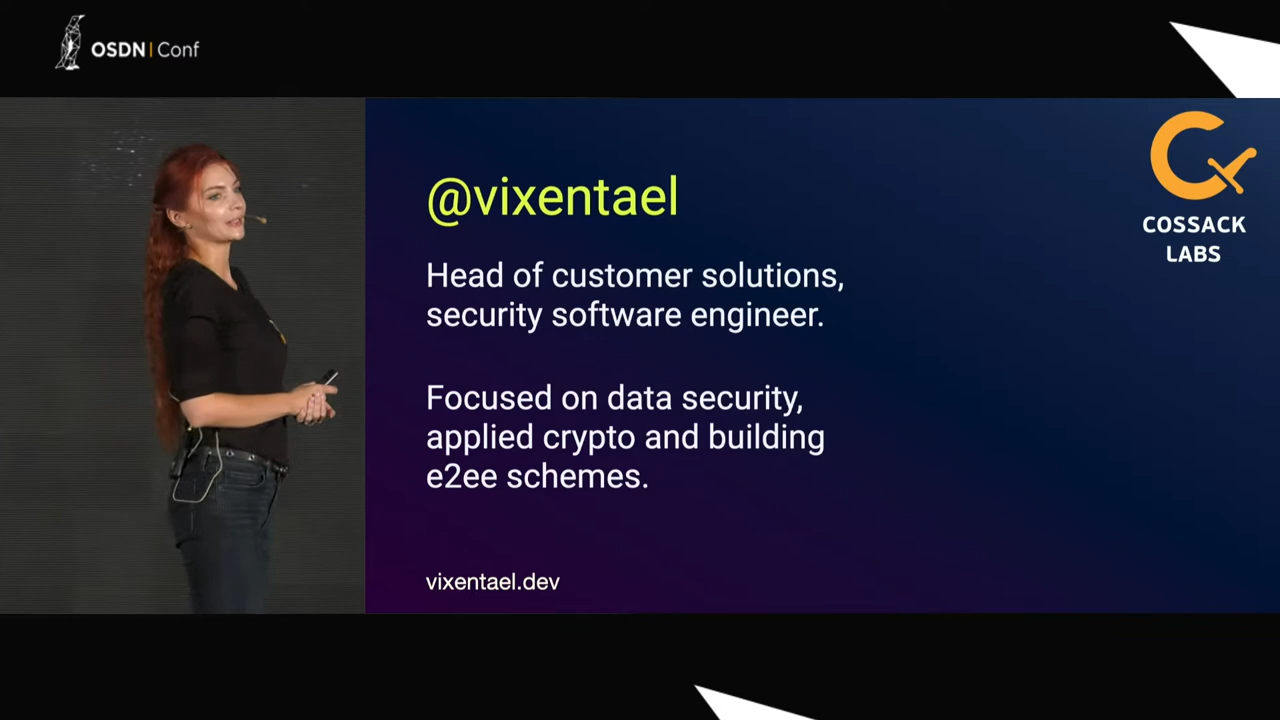 OSDN | Conf
@vixentael
COSSACK
LABS
Head of customer solutions,
security software engineer.
Focused on data security,
applied crypto and building
e2ee schemes.
vixentael.dev